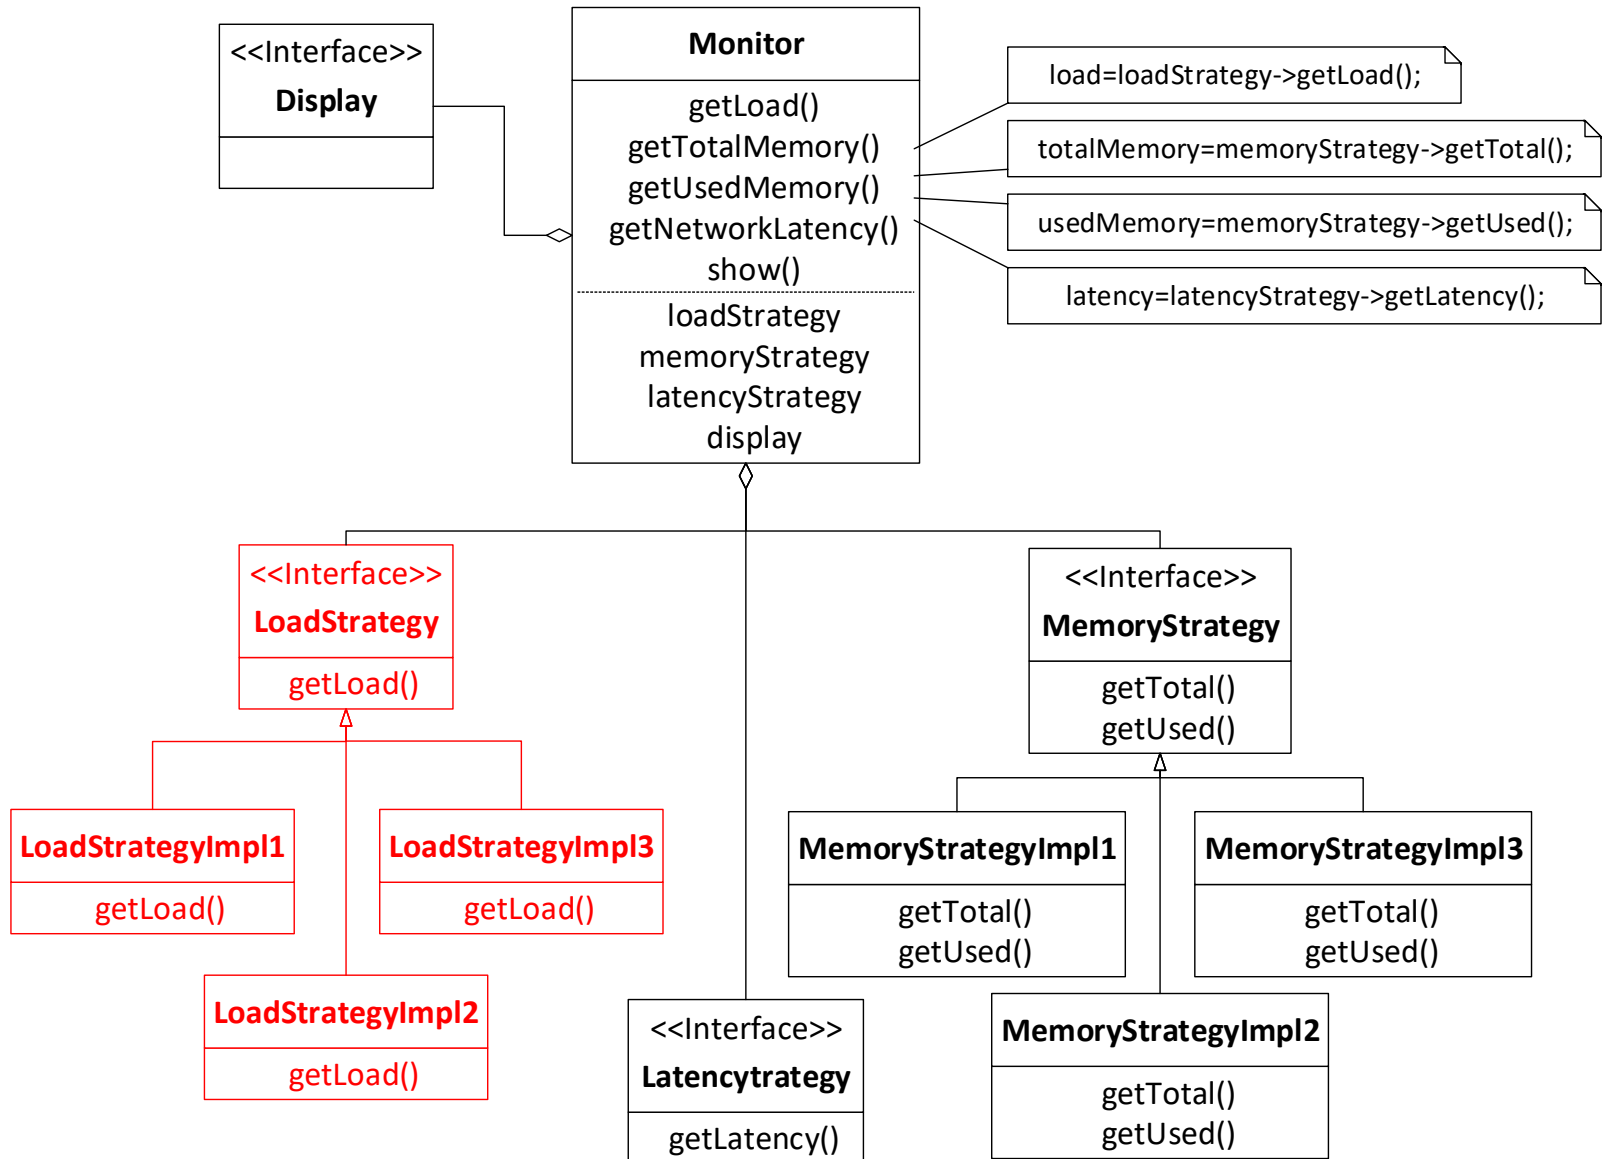 <<Interface>>
Display
Monitor
getLoad()
getTotalMemory()
getUsedMemory()
getNetworkLatency()
show()
loadStrategy
memoryStrategy
latencyStrategy
display
load=loadStrategy->getLoad();
totalMemory=memoryStrategy->getTotal();
usedMemory=memoryStrategy->getUsed();
latency=latencyStrategy->getLatency();
<<Interface>>
LoadStrategy
getLoad()
<<Interface>>
MemoryStrategy
getTotal()
getUsed()
LoadStrategyImpl1
getLoad()
LoadStrategyImpl3
getLoad()
MemoryStrategyImpl1
getTotal()
getUsed()
MemoryStrategyImpl3
getTotal()
getUsed()
LoadStrategyImpl2
getLoad()
<<Interface>>
Latencytrategy
getLatency()
MemoryStrategyImpl2
getTotal()
getUsed()